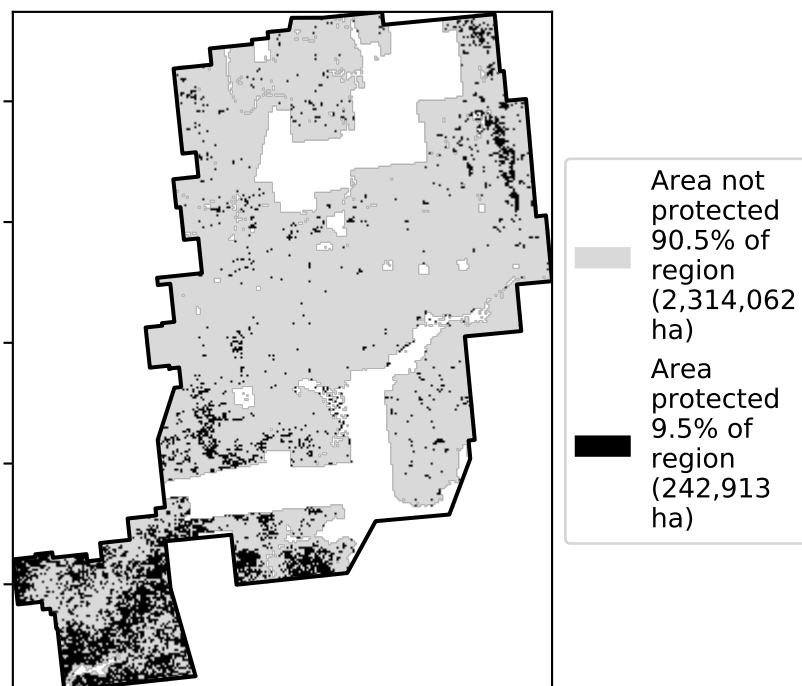 Area not
protected
90.5% of
region
(2,314,062
ha)
Area
protected
9.5% of
region
(242,913
ha)